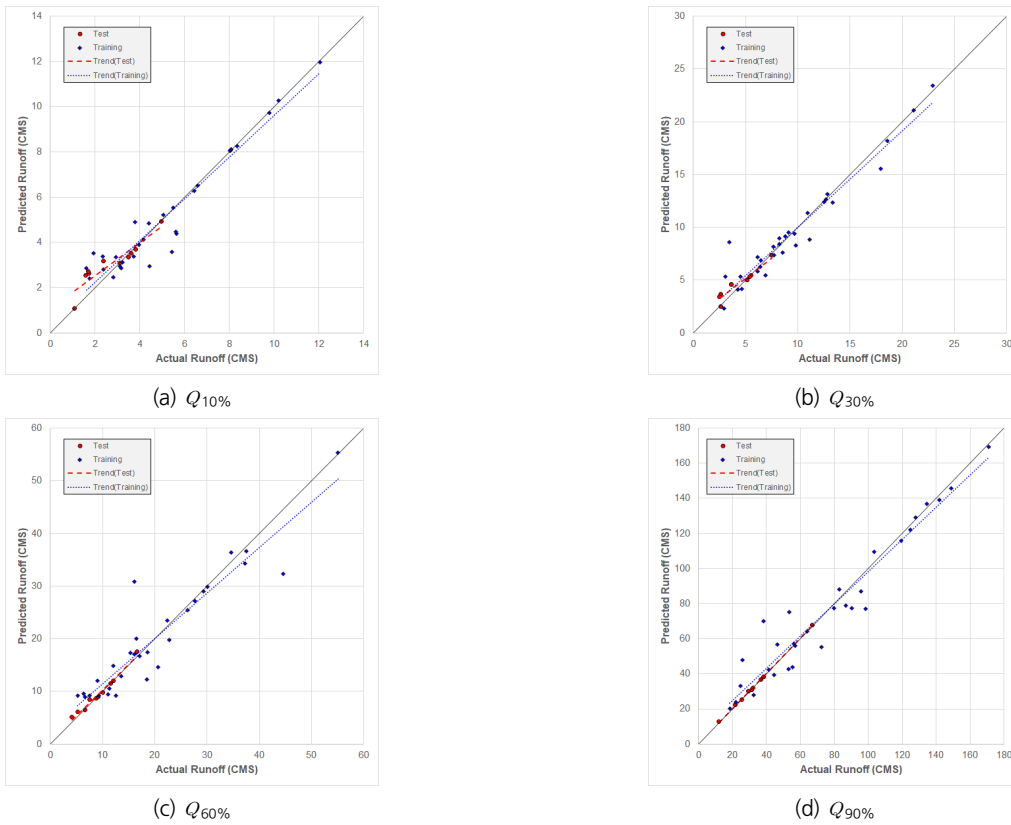 14
12
10
8
6
4
2
0
Predicted Runoff (CMS)
Test
Training
Trend(Test)
Trend(Training)
0 2 4 6 8 10 12 14
Actual Runoff (CMS)
(a) Q10%
30
25
20
15
10
5
0
Predicted Runoff (CMS)
Test
Training
Trend(Test)
Trend(Training)
0 5 10 15 20 25 30
Actual Runoff (CMS)
(b) Q30%
60
50
40
30
20
10
0
Predicted Runoff (CMS)
Test
Training
Trend(Test)
Trend(Training)
0 10 20 30 40 50 60
Actual Runoff (CMS)
(c) Q60%
180
160
140
120
100
80
60
40
20
0
Predicted Runoff (CMS)
Test
Training
Trend(Test)
Trend(Training)
0 20 40 60 80 100 120 140 160 180
Actual Runoff (CMS)
(d) Q90%